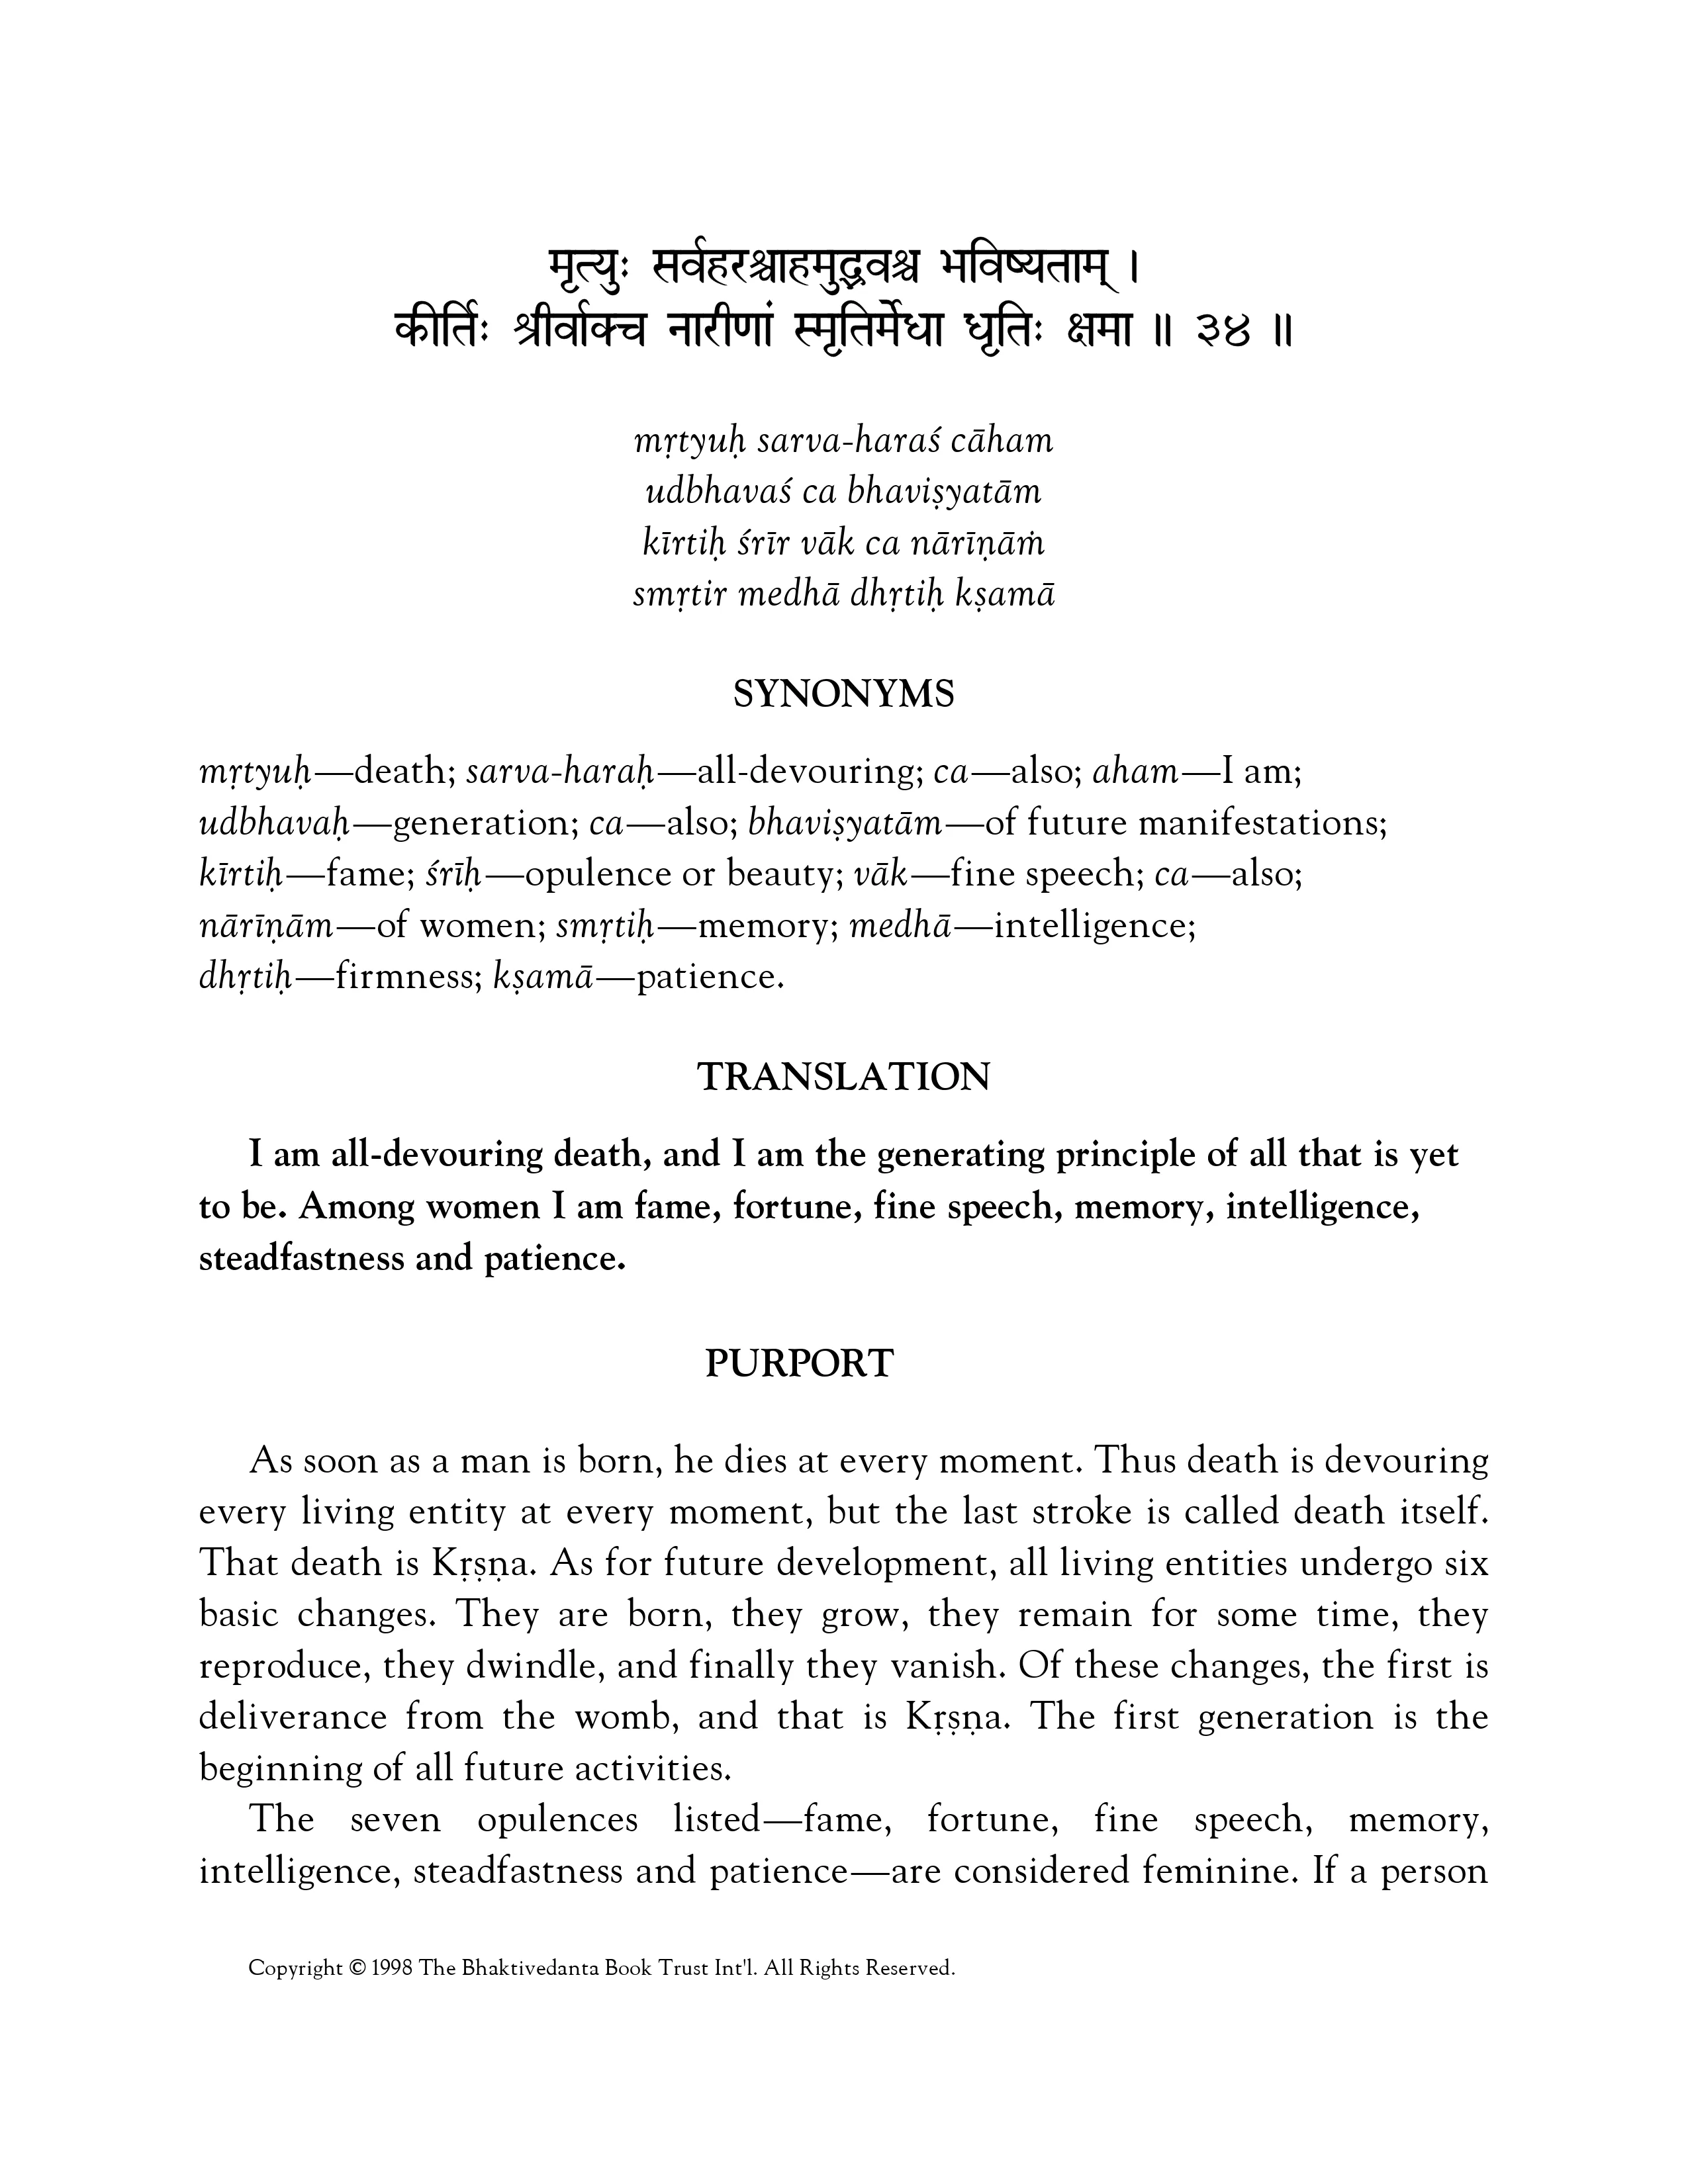 मृत्युः सर्वहरश्चाहमुद्भवश्च भविष्यताम् ।
कीर्तिः श्रीर्वाक्च नारीणां स्मृतिर्मेधा धृतिः क्षमा ॥ ३४ ॥
mṛtyuḥ sarva-haraś cāham
udbhavaś ca bhaviṣyatām
kīrtiḥ śrīr vāk ca nārīṇāṁ
smṛtir medhā dhṛtiḥ kṣamā
SYNONYMS
mṛtyuḥ—death; sarva-haraḥ—all-devouring; ca—also; aham—I am;
udbhavaḥ—generation; ca—also; bhaviṣyatām—of future manifestations;
kīrtiḥ—fame; śrīḥ—opulence or beauty; vāk—fine speech; ca—also;
nārīṇām—of women; smṛtiḥ—memory; medhā—intelligence;
dhṛtiḥ—firmness; kṣamā—patience.
TRANSLATION
I am all-devouring death, and I am the generating principle of all that is yet
to be. Among women I am fame, fortune, fine speech, memory, intelligence,
steadfastness and patience.
PURPORT
As soon as a man is born, he dies at every moment. Thus death is devouring
every living entity at every moment, but the last stroke is called death itself.
That death is Kṛṣṇa. As for future development, all living entities undergo six
basic changes. They are born, they grow, they remain for some time, they
reproduce, they dwindle, and finally they vanish. Of these changes, the first is
deliverance from the womb, and that is Kṛṣṇa. The first generation is the
beginning of all future activities.
The seven opulences listed—fame, fortune, fine speech, memory,
intelligence, steadfastness and patience—are considered feminine. If a person
Copyright © 1998 The Bhaktivedanta Book Trust Int'l. All Rights Reserved.